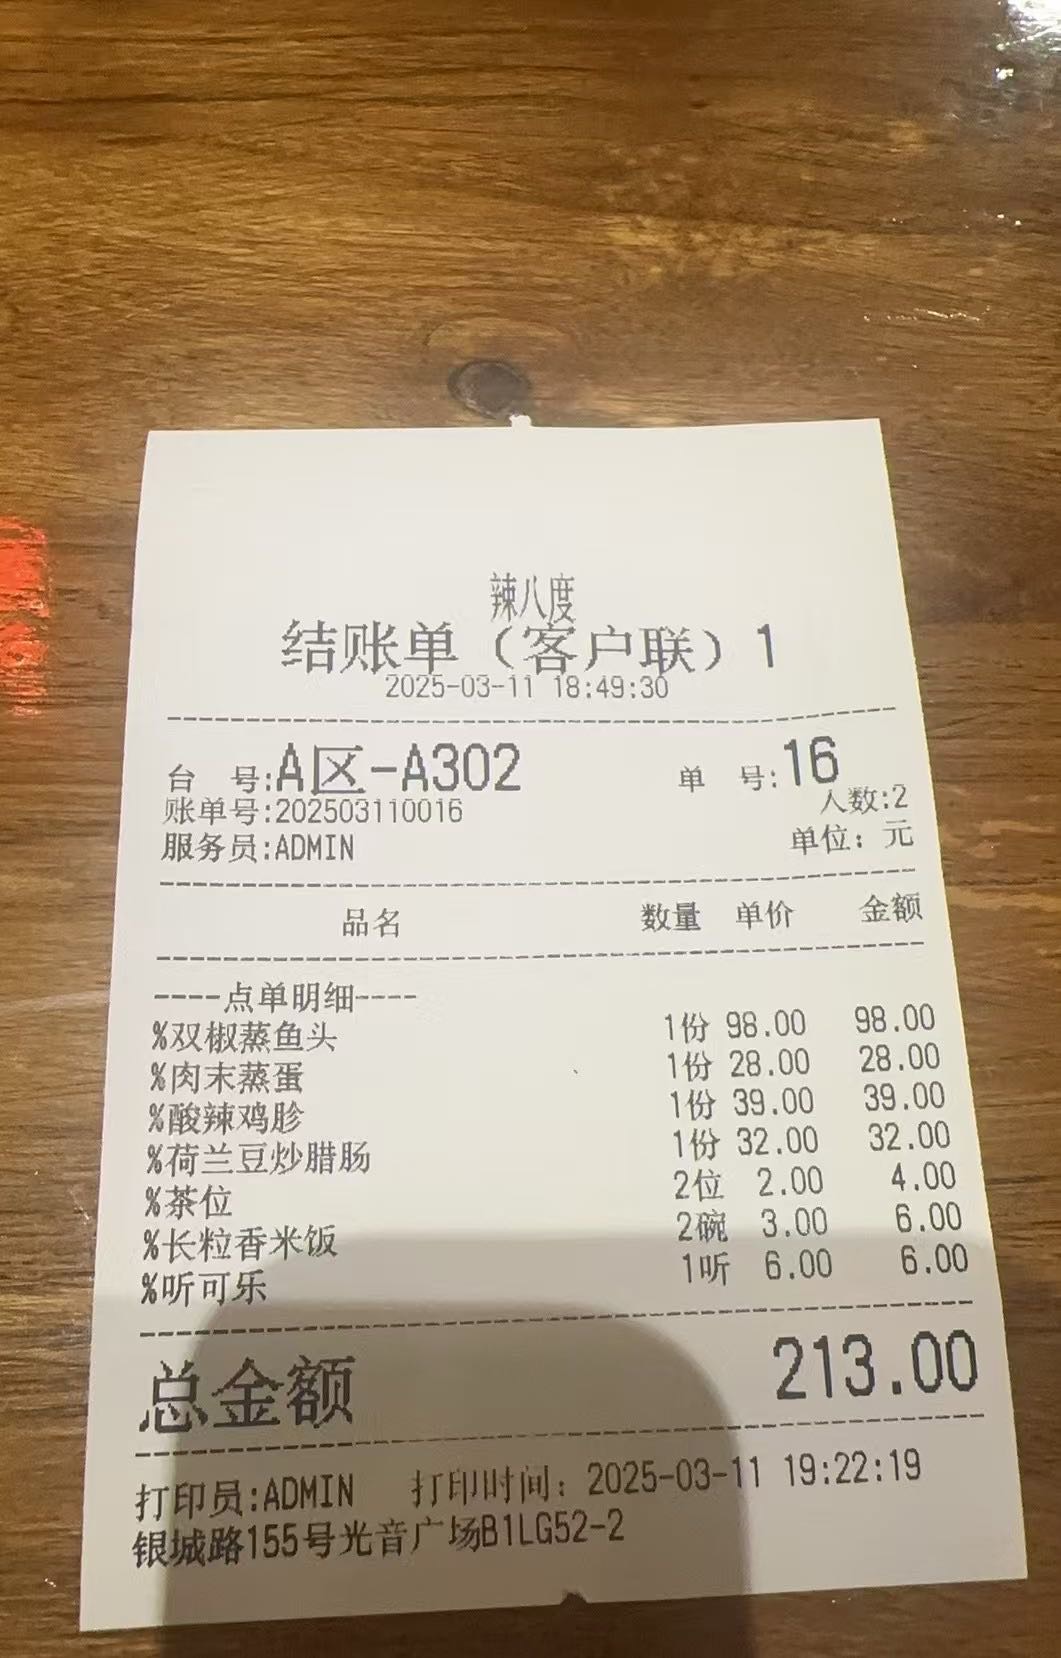 辣八度
结账单（客户联）1
2025-03-11 18:49:30
台 号:A区-A302 单 号:16
账单号:202503110016 人数:2
服务员:ADMIN 单位：元
品名 数量 单价 金额
----点单明细----
%双椒蒸鱼头 1份 98.00 98.00
%肉末蒸蛋 1份 28.00 28.00
%酸辣鸡胗 1份 39.00 39.00
%荷兰豆炒腊肠 1份 32.00 32.00
%茶位 2位 2.00 4.00
%长粒香米饭 2碗 3.00 6.00
%听可乐 1听 6.00 6.00
总金额 213.00
打印员:ADMIN 打印时间：2025-03-11 19:22:19
银城路155号光音广场B1LG52-2